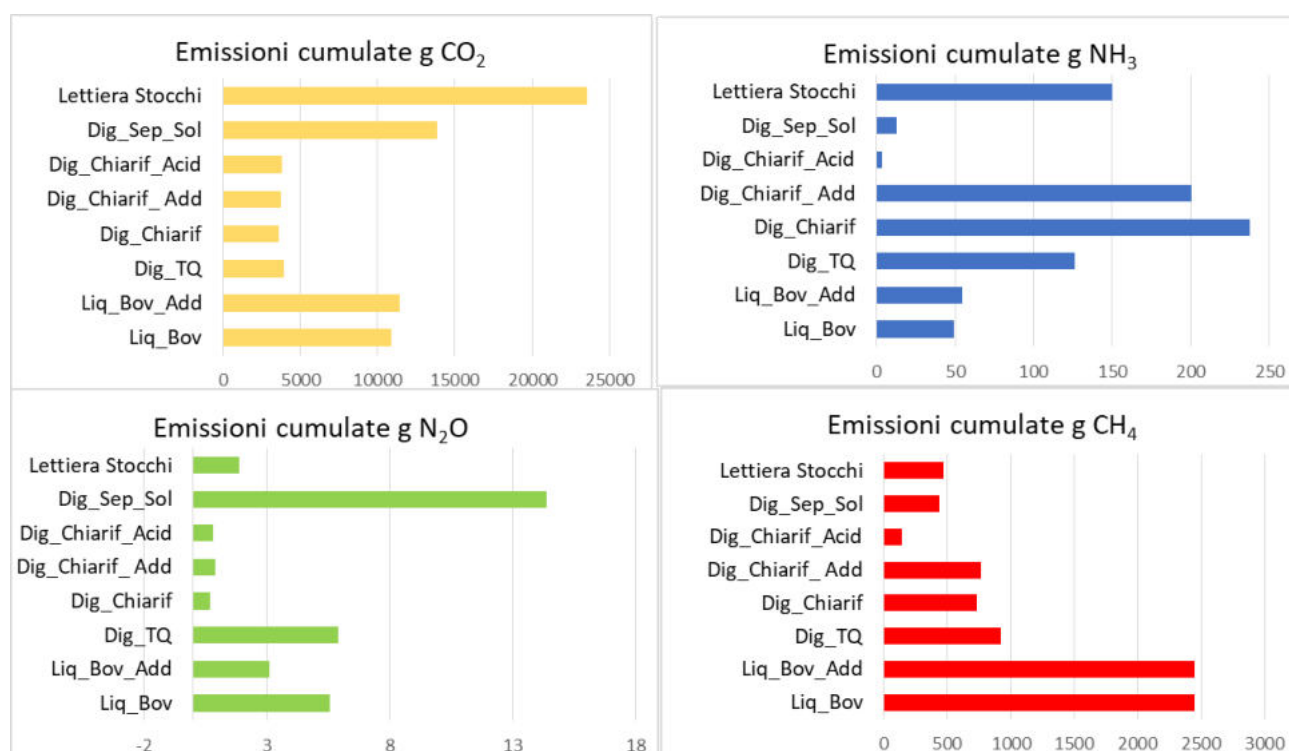 Emissioni cumulate g CO₂
Lettiera Stocchi
Dig_Sep_Sol
Dig_Chiarif_Acid
Dig_Chiarif_ Add
Dig_Chiarif
Dig_TQ
Liq_Bov_Add
Liq_Bov
0 5000 10000 15000 20000 25000
Emissioni cumulate g NH₃
Lettiera Stocchi
Dig_Sep_Sol
Dig_Chiarif_Acid
Dig_Chiarif_ Add
Dig_Chiarif
Dig_TQ
Liq_Bov_Add
Liq_Bov
0 50 100 150 200 250
Emissioni cumulate g N₂O
Lettiera Stocchi
Dig_Sep_Sol
Dig_Chiarif_Acid
Dig_Chiarif_ Add
Dig_Chiarif
Dig_TQ
Liq_Bov_Add
Liq_Bov
-2 3 8 13 18
Emissioni cumulate g CH₄
Lettiera Stocchi
Dig_Sep_Sol
Dig_Chiarif_Acid
Dig_Chiarif_ Add
Dig_Chiarif
Dig_TQ
Liq_Bov_Add
Liq_Bov
0 500 1000 1500 2000 2500 3000